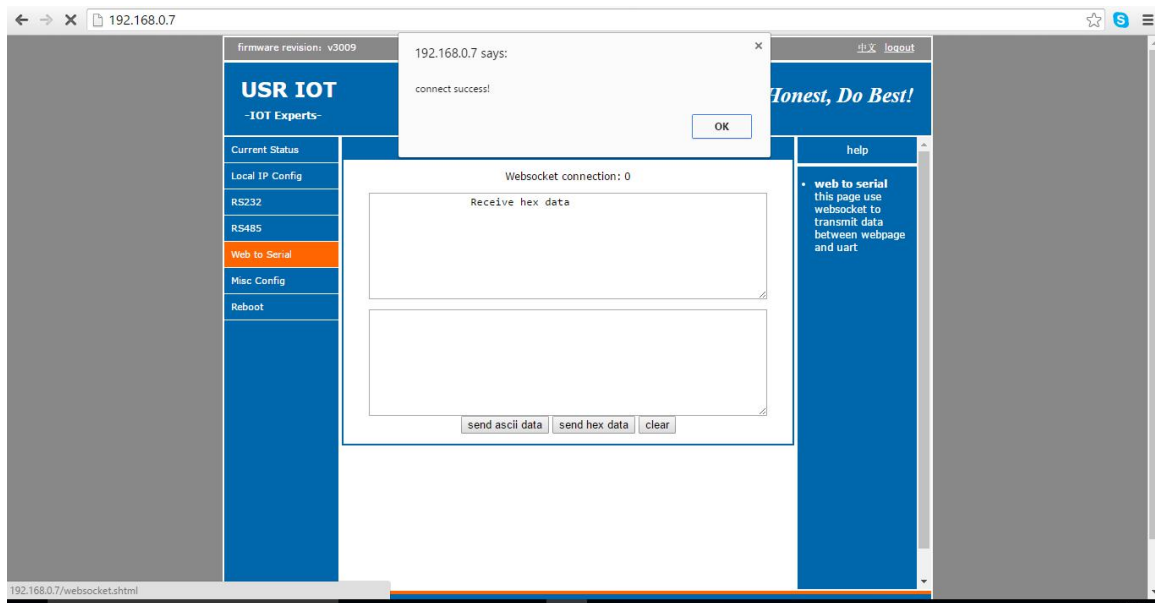 192.168.0.7
firmware revision: v3009
中文 logout
192.168.0.7 says:
connect success!
OK
USR IOT
-IOT Experts-
Honest, Do Best!
Current Status
Local IP Config
RS232
RS485
Web to Serial
Misc Config
Reboot
Websocket connection: 0
Receive hex data
send ascii data send hex data clear
help
web to serial
this page use
websocket to
transmit data
between webpage
and uart
192.168.0.7/websocket.shtml